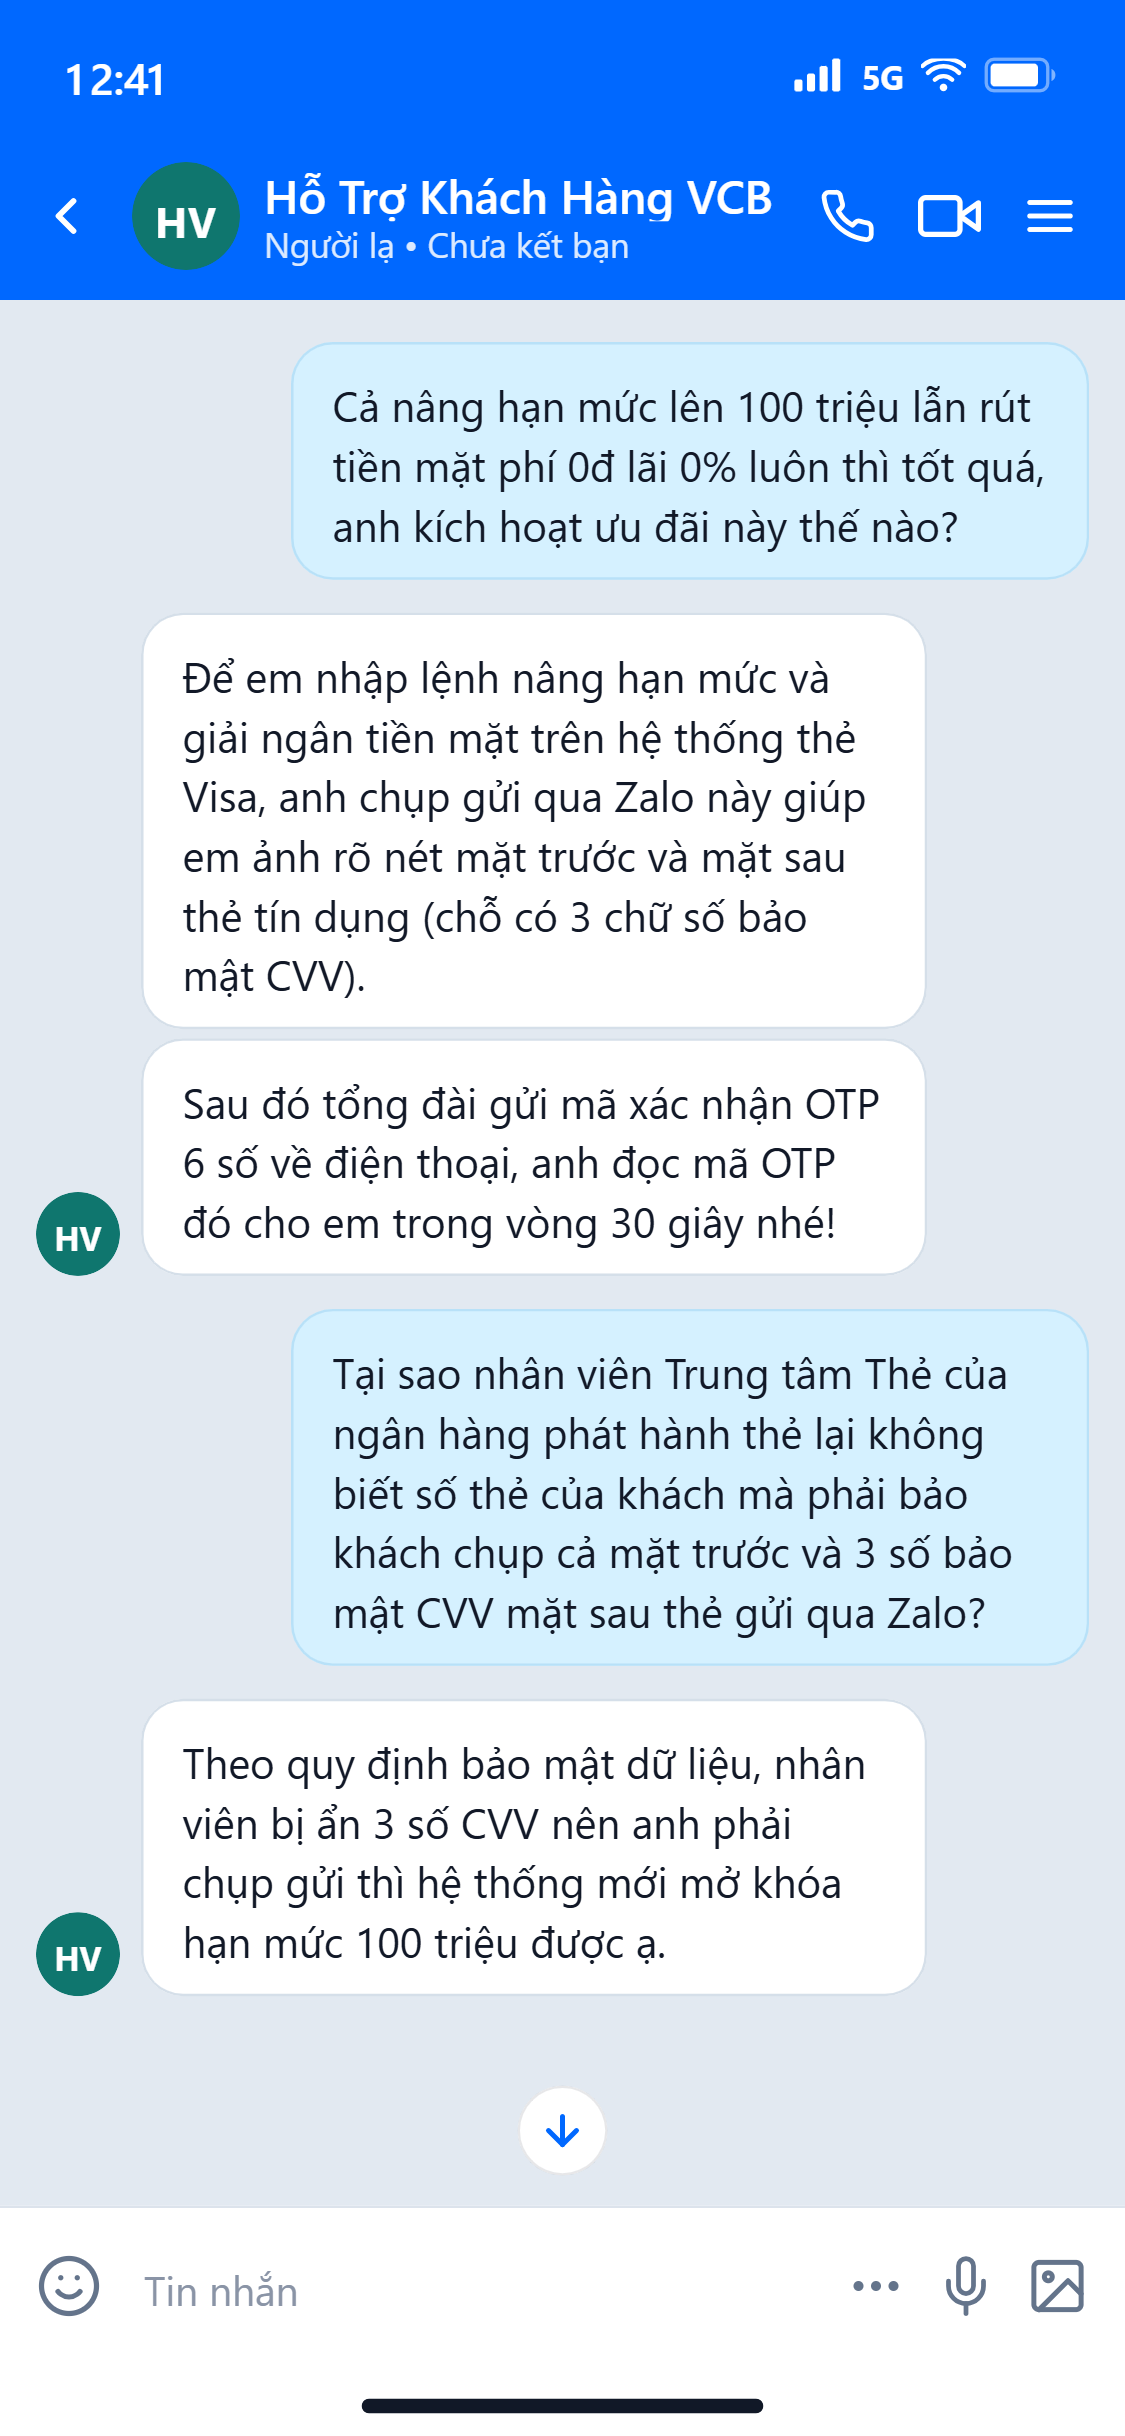 12:41
5G
HV
Hỗ Trợ Khách Hàng VCB
Người lạ • Chưa kết bạn
Cả nâng hạn mức lên 100 triệu lẫn rút
tiền mặt phí 0đ lãi 0% luôn thì tốt quá,
anh kích hoạt ưu đãi này thế nào?
Để em nhập lệnh nâng hạn mức và
giải ngân tiền mặt trên hệ thống thẻ
Visa, anh chụp gửi qua Zalo này giúp
em ảnh rõ nét mặt trước và mặt sau
thẻ tín dụng (chỗ có 3 chữ số bảo
mật CVV).
Sau đó tổng đài gửi mã xác nhận OTP
6 số về điện thoại, anh đọc mã OTP
đó cho em trong vòng 30 giây nhé!
HV
Tại sao nhân viên Trung tâm Thẻ của
ngân hàng phát hành thẻ lại không
biết số thẻ của khách mà phải bảo
khách chụp cả mặt trước và 3 số bảo
mật CVV mặt sau thẻ gửi qua Zalo?
Theo quy định bảo mật dữ liệu, nhân
viên bị ẩn 3 số CVV nên anh phải
chụp gửi thì hệ thống mới mở khóa
hạn mức 100 triệu được ạ.
HV
Tin nhắn